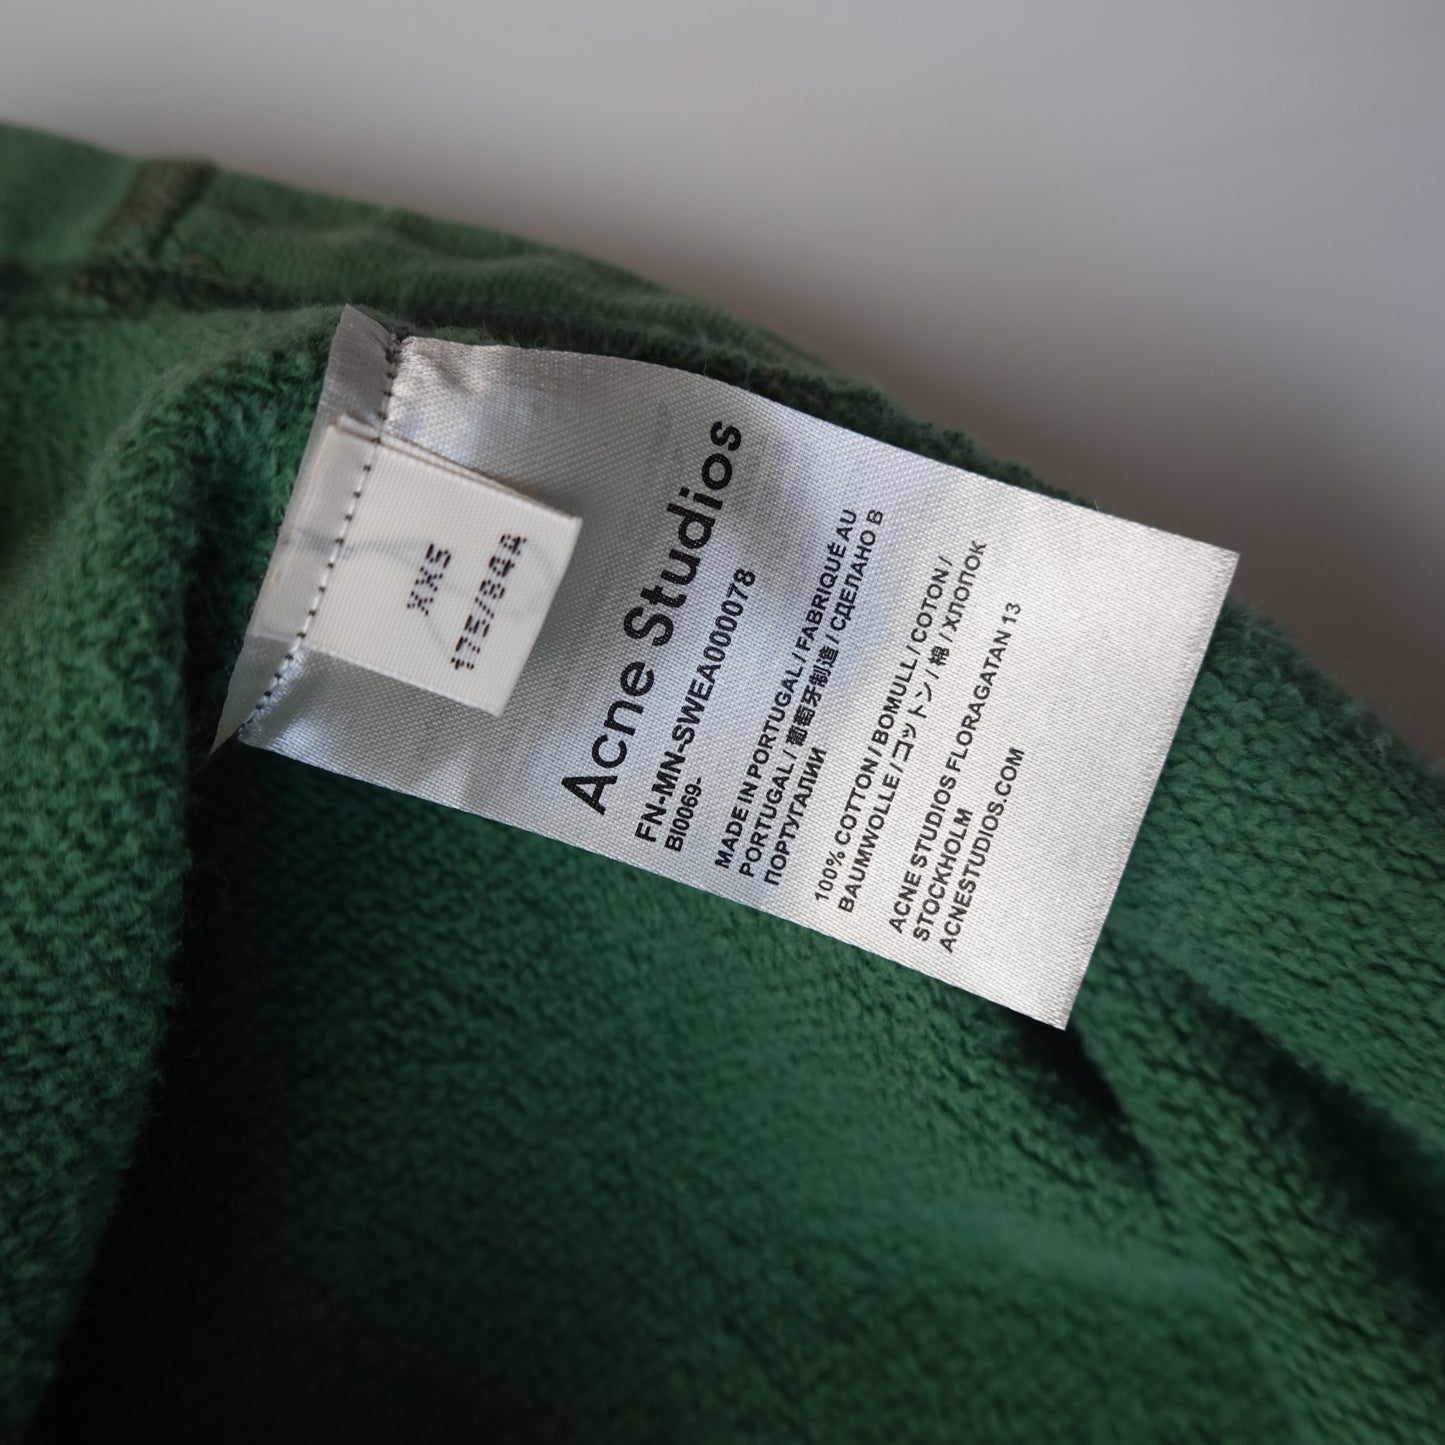 XXS
175/84A
Acne Studios
FN-MN-SWEA000078
BI0069-
MADE IN PORTUGAL / FABRIQUÉ AU
PORTUGAL / 葡萄牙制造 / СДЕЛАНО В
ПОРТУГАЛИИ
100% COTTON / BOMULL / COTON /
BAUMWOLLE / コットン / 棉 / ХЛОПОК
ACNE STUDIOS FLORAGATAN 13
STOCKHOLM
ACNESTUDIOS.COM